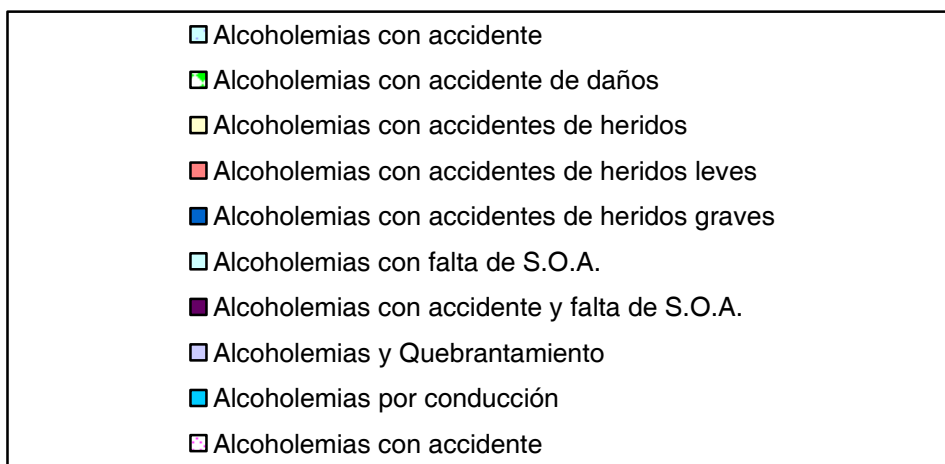 Alcoholemias con accidente
Alcoholemias con accidente de daños
Alcoholemias con accidentes de heridos
Alcoholemias con accidentes de heridos leves
Alcoholemias con accidentes de heridos graves
Alcoholemias con falta de S.O.A.
Alcoholemias con accidente y falta de S.O.A.
Alcoholemias y Quebrantamiento
Alcoholemias por conducción
Alcoholemias con accidente